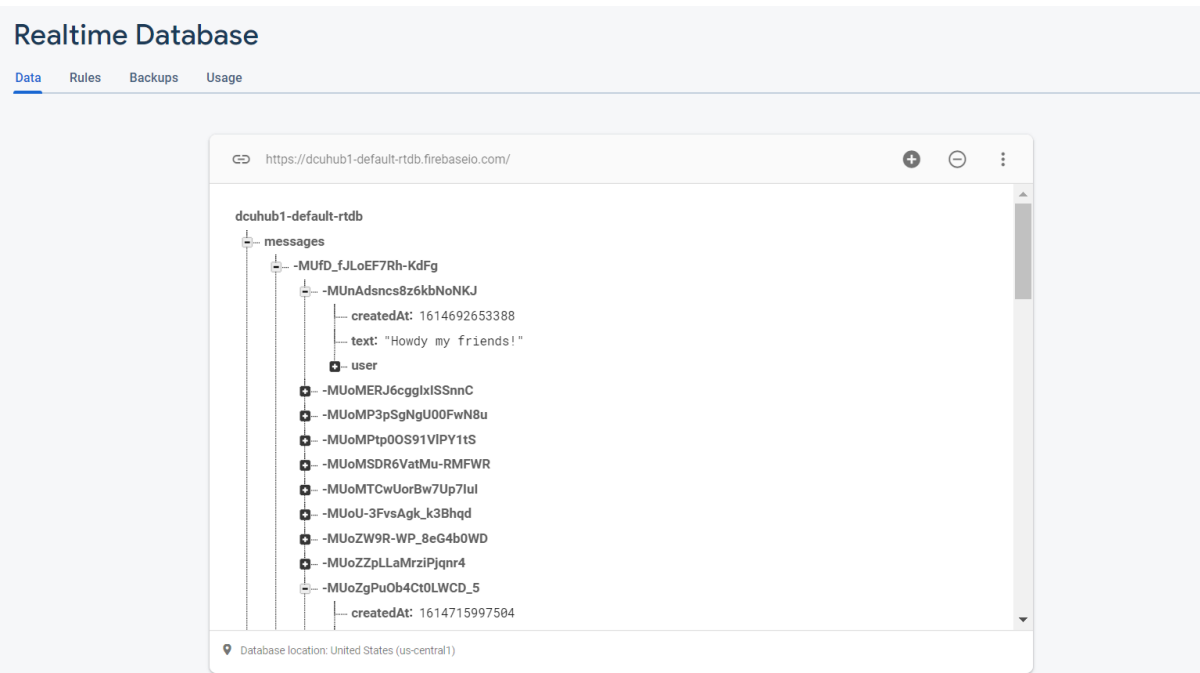 Realtime Database
Data Rules Backups Usage
https://dcuhub1-default-rtdb.firebaseio.com/
dcuhub1-default-rtdb
messages
-MUfD_fJLoEF7Rh-KdFg
-MUnAdsncs8z6kbNoNKJ
createdAt: 1614692653388
text: "Howdy my friends!"
user
-MUoMERJ6cggIxISSnnC
-MUoMP3pSgNgU00FwN8u
-MUoMPtp0OS91VlPY1tS
-MUoMSDR6VatMu-RMFWR
-MUoMTCwUorBw7Up7Iul
-MUoU-3FvsAgk_k3Bhqd
-MUoZW9R-WP_8eG4b0WD
-MUoZZpLLaMrziPjqnr4
-MUoZgPuOb4Ct0LWCD_5
createdAt: 1614715997504
Database location: United States (us-central1)